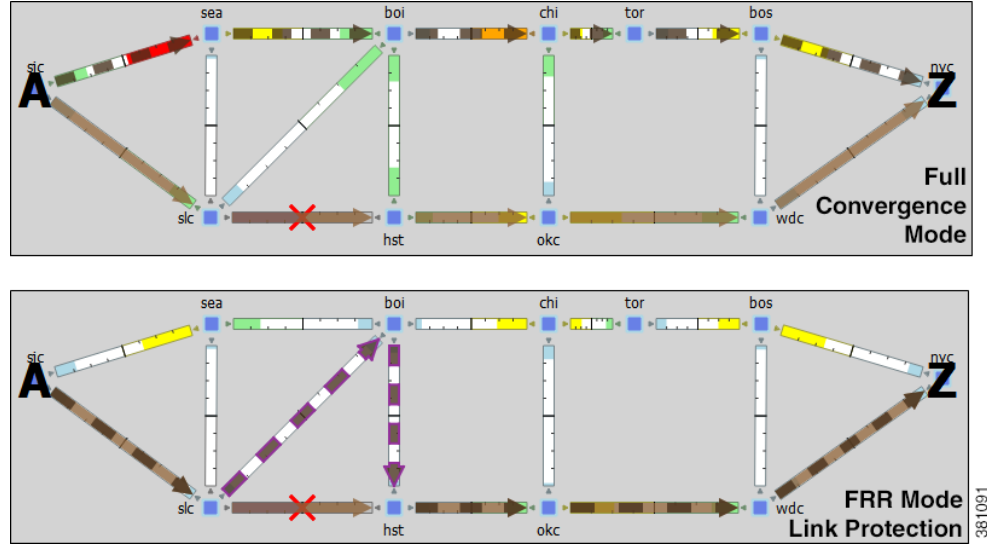 sea boi chi tor bos
sjc nyc
A Z
slc hst okc wdc
Full
Convergence
Mode
sea boi chi tor bos
sjc nyc
A Z
slc hst okc wdc
FRR Mode
Link Protection
381091